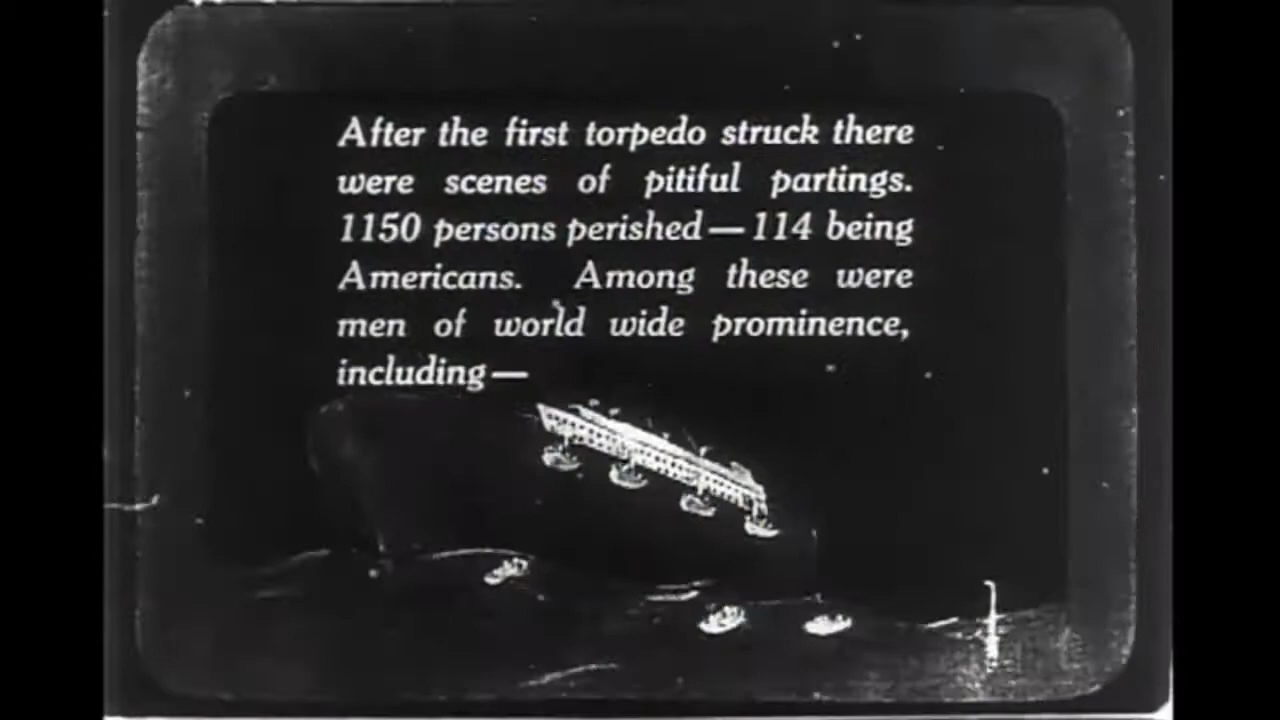 After the first torpedo struck there
were scenes of pitiful partings.
1150 persons perished—114 being
Americans. Among these were
men of world wide prominence,
including—